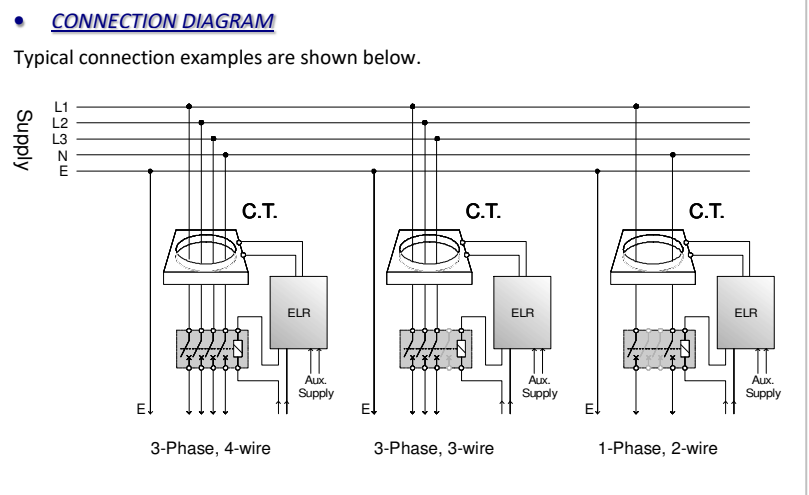 • CONNECTION DIAGRAM
Typical connection examples are shown below.
Supply
L1
L2
L3
N
E
C.T.
C.T.
C.T.
ELR
ELR
ELR
Aux.
Supply
Aux.
Supply
Aux.
Supply
E
E
E
3-Phase, 4-wire
3-Phase, 3-wire
1-Phase, 2-wire